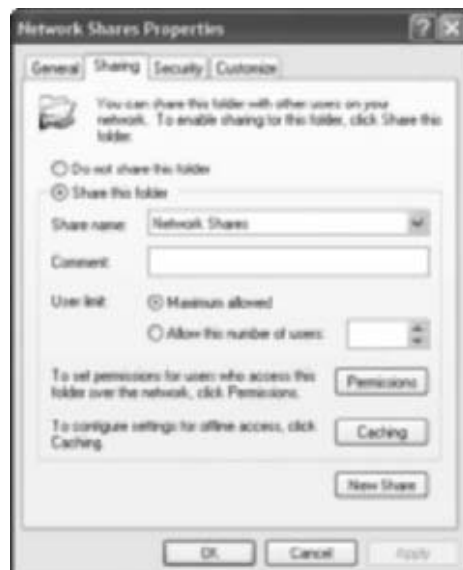 Network Shares Properties
General Sharing Security Customize
You can share this folder with other users on your
network. To enable sharing for this folder, click Share this
folder.
Do not share this folder
Share this folder
Share name: Network Shares
Comment:
User limit: Maximum allowed
Allow this number of users:
To set permissions for users who access this
folder over the network, click Permissions.
Permissions
To configure settings for offline access, click
Caching.
Caching
New Share
OK Cancel Apply